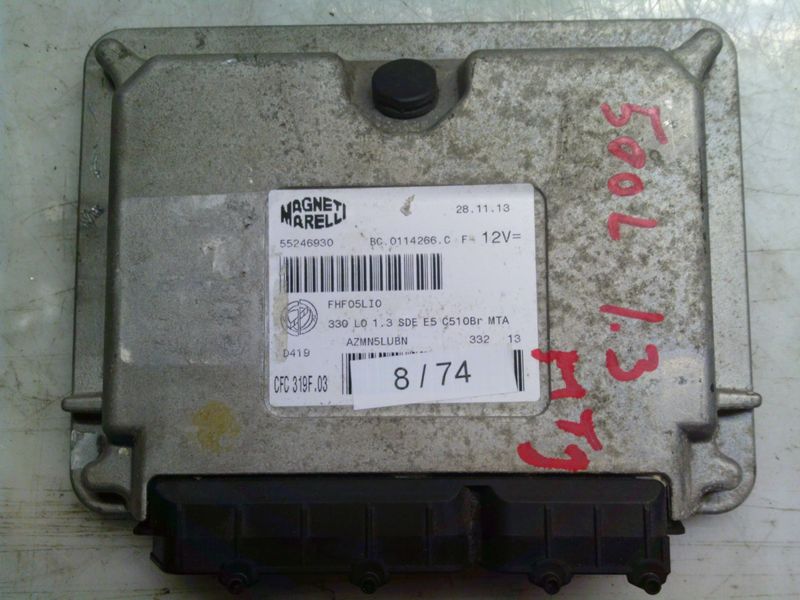 MAGNETI
MARELLI
28.11.13
55246930 BC.0114266.C F4 12V=
FHF05LI0
330 L0 1.3 SDE E5 C510Br MTA
AZMN5LUBN 332 13
D419
CFC 319F.03
8/74
500L 1.3
MTJ